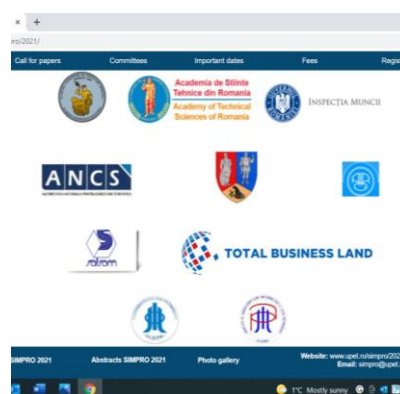 ro/2021/
Call for papers Committees Important dates Fees Regis
Academia de Stiinte
Tehnice din Romania
Academy of Technical
Sciences of Romania
INSPECȚIA MUNCII
ANCS
salrom
TOTAL BUSINESS LAND
SIMPRO 2021 Abstracts SIMPRO 2021 Photo gallery
Website: www.upet.ro/simpro/202
Email: simpro@upet.
1°C Mostly sunny